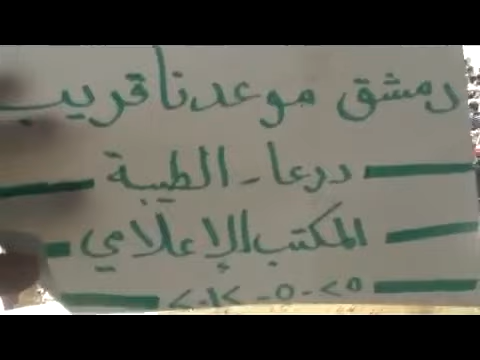 دمشق موعدنا قريب
درعا - الطيبة
المكتب الإعلامي
٢٥-٥-٢٠١٢